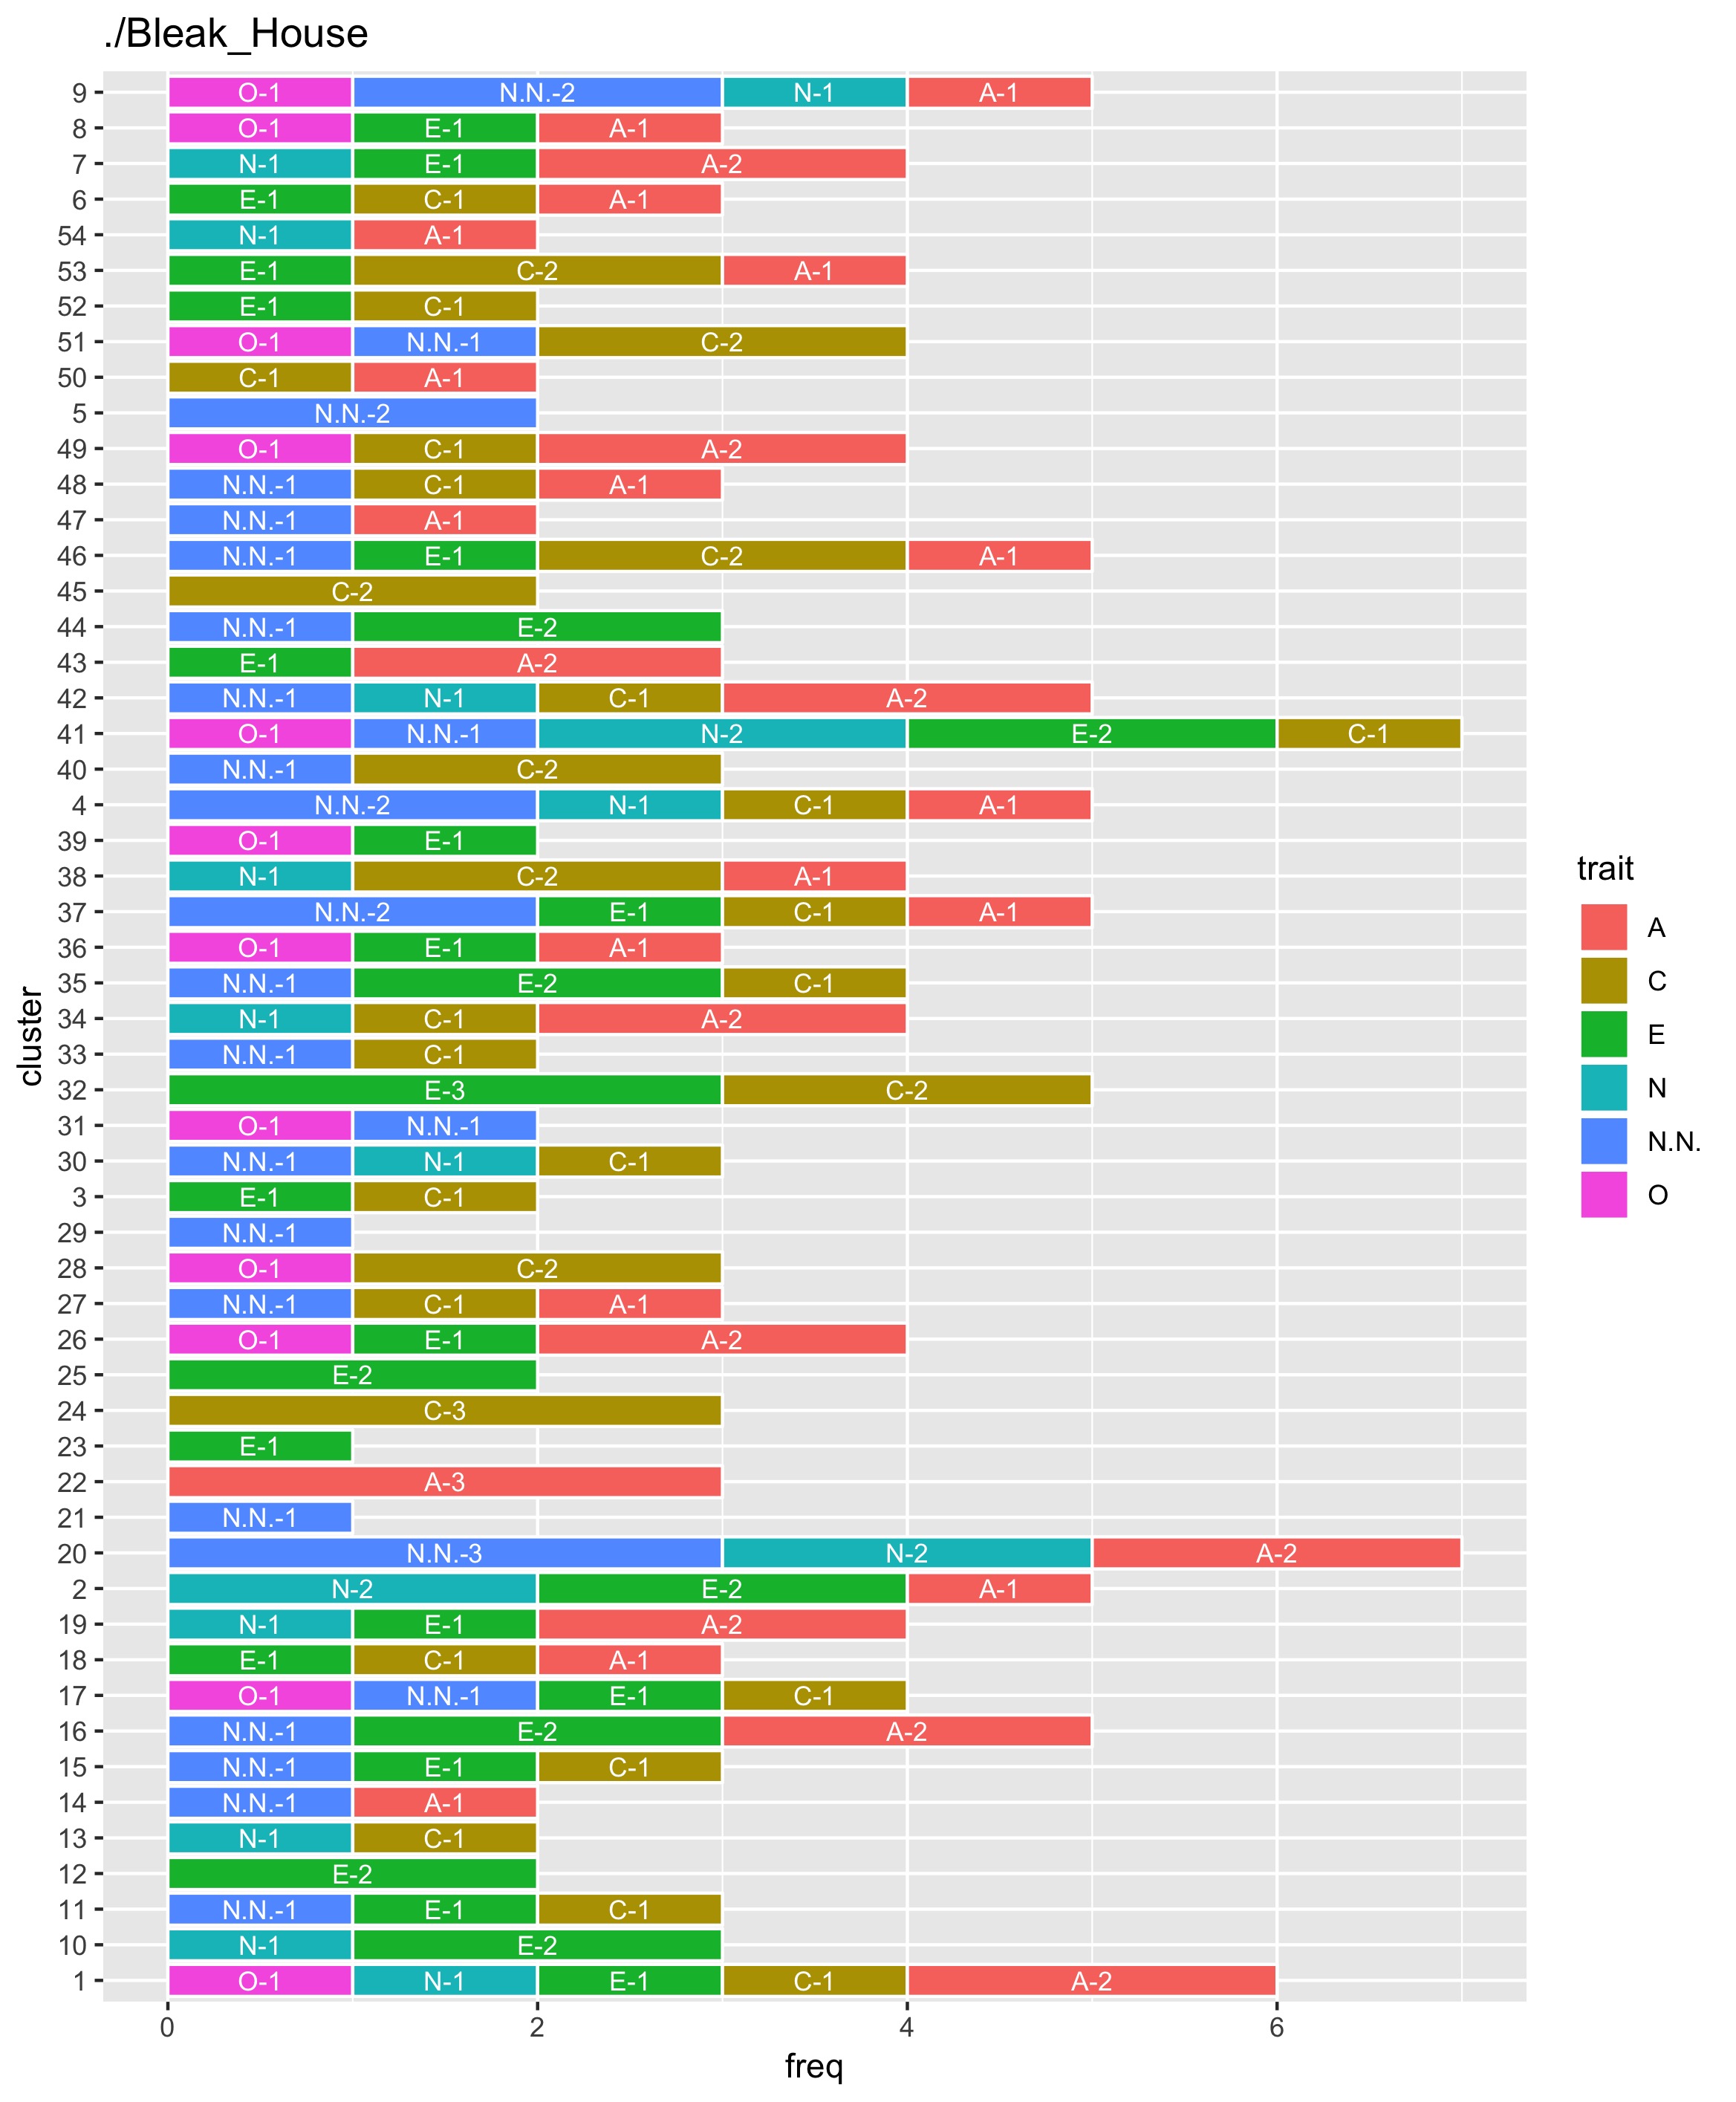 ./Bleak_House
9 O-1 N.N.-2 N-1 A-1
8 O-1 E-1 A-1
7 N-1 E-1 A-2
6 E-1 C-1 A-1
54 N-1 A-1
53 E-1 C-2 A-1
52 E-1 C-1
51 O-1 N.N.-1 C-2
50 C-1 A-1
5 N.N.-2
49 O-1 C-1 A-2
48 N.N.-1 C-1 A-1
47 N.N.-1 A-1
46 N.N.-1 E-1 C-2 A-1
45 C-2
44 N.N.-1 E-2
43 E-1 A-2
42 N.N.-1 N-1 C-1 A-2
41 O-1 N.N.-1 N-2 E-2 C-1
40 N.N.-1 C-2
4 N.N.-2 N-1 C-1 A-1
39 O-1 E-1
38 N-1 C-2 A-1
37 N.N.-2 E-1 C-1 A-1
36 O-1 E-1 A-1
35 N.N.-1 E-2 C-1
34 N-1 C-1 A-2
33 N.N.-1 C-1
32 E-3 C-2
31 O-1 N.N.-1
30 N.N.-1 N-1 C-1
3 E-1 C-1
29 N.N.-1
28 O-1 C-2
27 N.N.-1 C-1 A-1
26 O-1 E-1 A-2
25 E-2
24 C-3
23 E-1
22 A-3
21 N.N.-1
20 N.N.-3 N-2 A-2
2 N-2 E-2 A-1
19 N-1 E-1 A-2
18 E-1 C-1 A-1
17 O-1 N.N.-1 E-1 C-1
16 N.N.-1 E-2 A-2
15 N.N.-1 E-1 C-1
14 N.N.-1 A-1
13 N-1 C-1
12 E-2
11 N.N.-1 E-1 C-1
10 N-1 E-2
1 O-1 N-1 E-1 C-1 A-2
0 2 4 6
freq
cluster
trait
A
C
E
N
N.N.
O